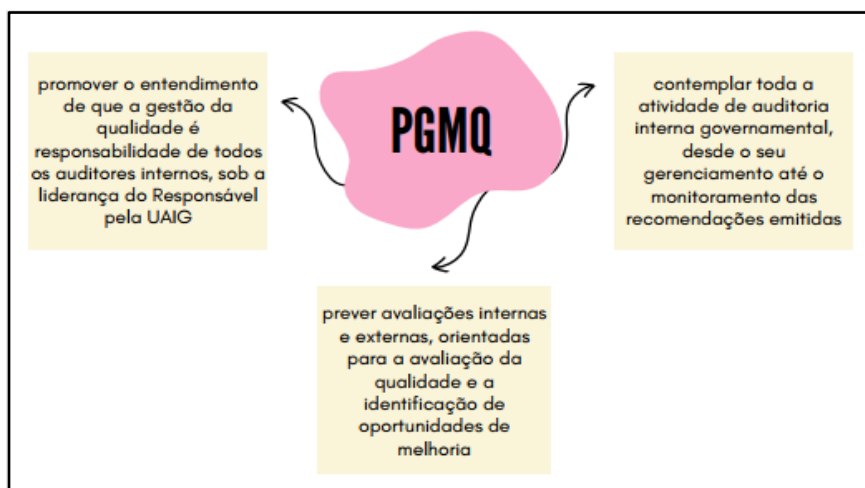 PGMQ
promover o entendimento
de que a gestão da
qualidade é
responsabilidade de todos
os auditores internos, sob a
liderança do Responsável
pela UAIG
contemplar toda a
atividade de auditoria
interna governamental,
desde o seu
gerenciamento até o
monitoramento das
recomendações emitidas
prever avaliações internas
e externas, orientadas
para a avaliação da
qualidade e a
identificação de
oportunidades de
melhoria